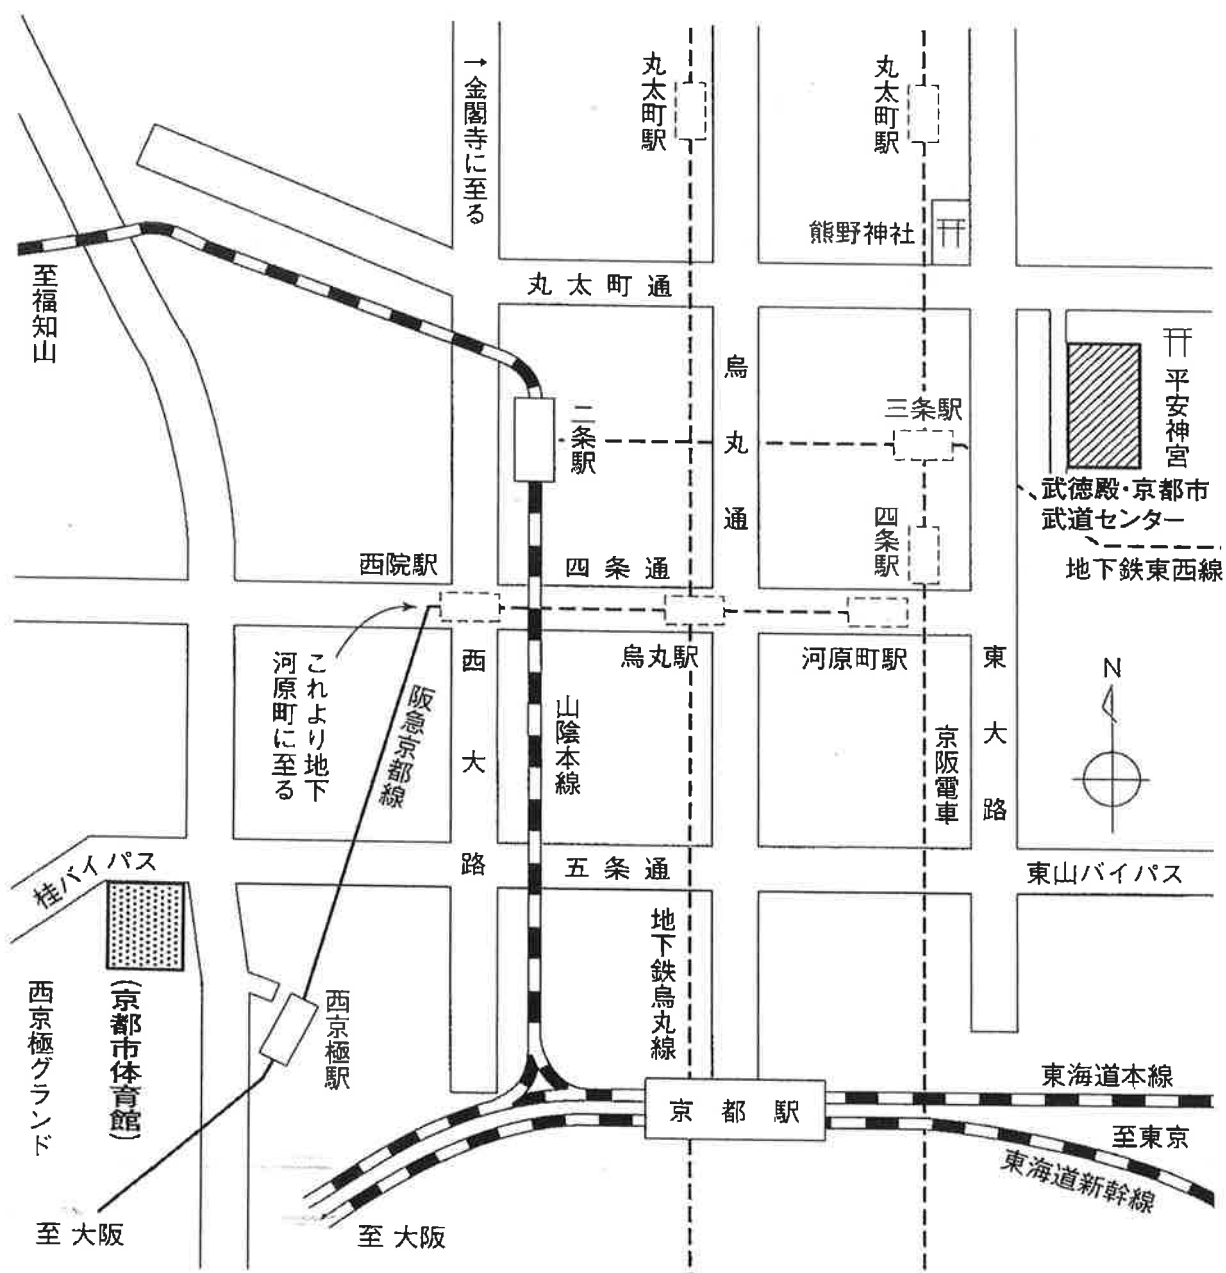 →金閣寺に至る
丸太町駅
丸太町駅
熊野神社
丸太町通
至福知山
烏丸通
二条駅
三条駅
平安神宮
武徳殿・京都市
武道センター
地下鉄東西線
四条駅
西院駅
四条通
烏丸駅
河原町駅
これより地下
河原町に至る
阪急京都線
西大路
山陰本線
京阪電車
東大路
N
桂バイパス
五条通
東山バイパス
地下鉄烏丸線
西京極グランド
(京都市体育館)
西京極駅
京都駅
東海道本線
至東京
東海道新幹線
至大阪
至大阪